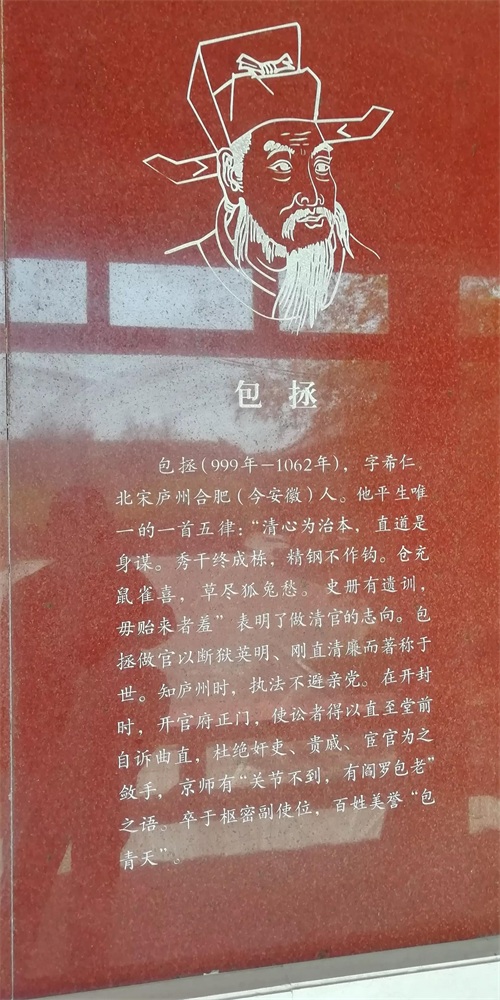 包拯
包拯（999年－1062年），字希仁。
北宋庐州合肥（今安徽）人。他平生唯
一的一首五律：“清心为治本，直道是
身谋。秀干终成栋，精钢不作钩。仓充
鼠雀喜，草尽狐兔愁。史册有遗训，
毋贻来者羞”表明了做清官的志向。包
拯做官以断狱英明、刚直清廉而著称于
世。知庐州时，执法不避亲党。在开封
时，开官府正门，使讼者得以直至堂前
自诉曲直，杜绝奸吏、贵戚、宦官为之
敛手，京师有“关节不到，有阎罗包老”
之语。卒于枢密副使位，百姓美誉“包
青天”。